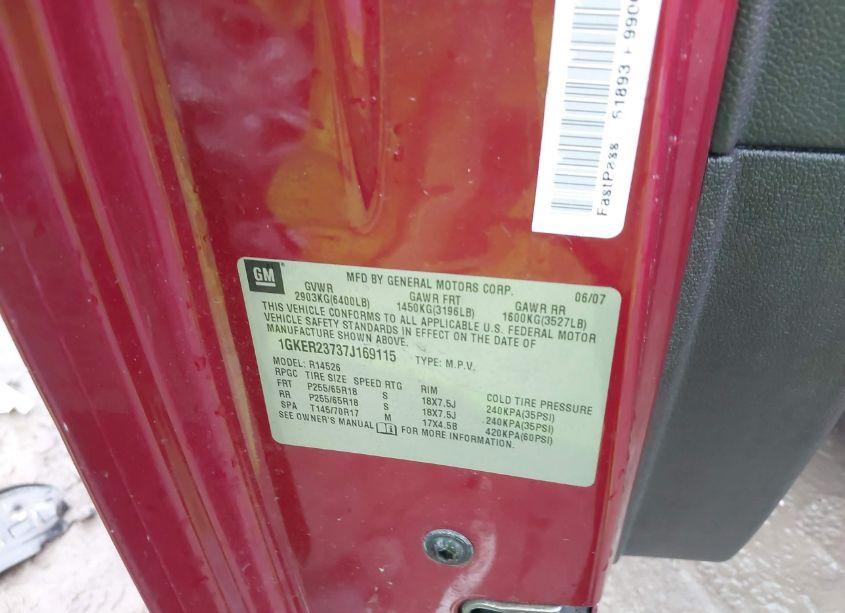 FastPass 51893
GM
MFD BY GENERAL MOTORS CORP. 06/07
GVWR GAWR FRT GAWR RR
2903KG(6400LB) 1450KG(3196LB) 1600KG(3527LB)
THIS VEHICLE CONFORMS TO ALL APPLICABLE U.S. FEDERAL MOTOR
VEHICLE SAFETY STANDARDS IN EFFECT ON THE DATE OF
MANUFACTURE SHOWN ABOVE.
1GKER23737J169115 TYPE: M.P.V.
MODEL: R14526
RPGC TIRE SIZE SPEED RTG RIM COLD TIRE PRESSURE
FRT P255/65R18 S 18X7.5J 240KPA(35PSI)
RR P255/65R18 S 18X7.5J 240KPA(35PSI)
SPA T145/70R17 M 17X4.5B 420KPA(60PSI)
SEE OWNER'S MANUAL i FOR MORE INFORMATION.